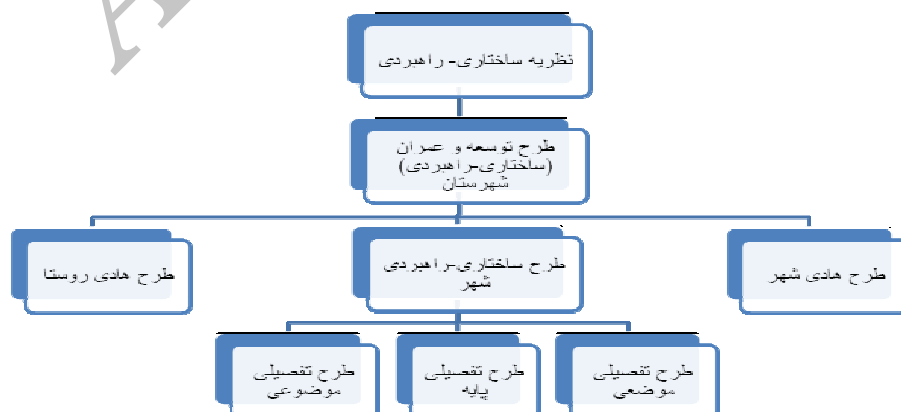 نظریه ساختاری- راهبردی
طرح توسعه و عمران
(ساختاری-راهبردی)
شهرستان
طرح هادی شهر
طرح ساختاری-راهبردی
شهر
طرح هادی روستا
طرح تفصیلی
موضعی
طرح تفصیلی
پایه
طرح تفصیلی
موضوعی